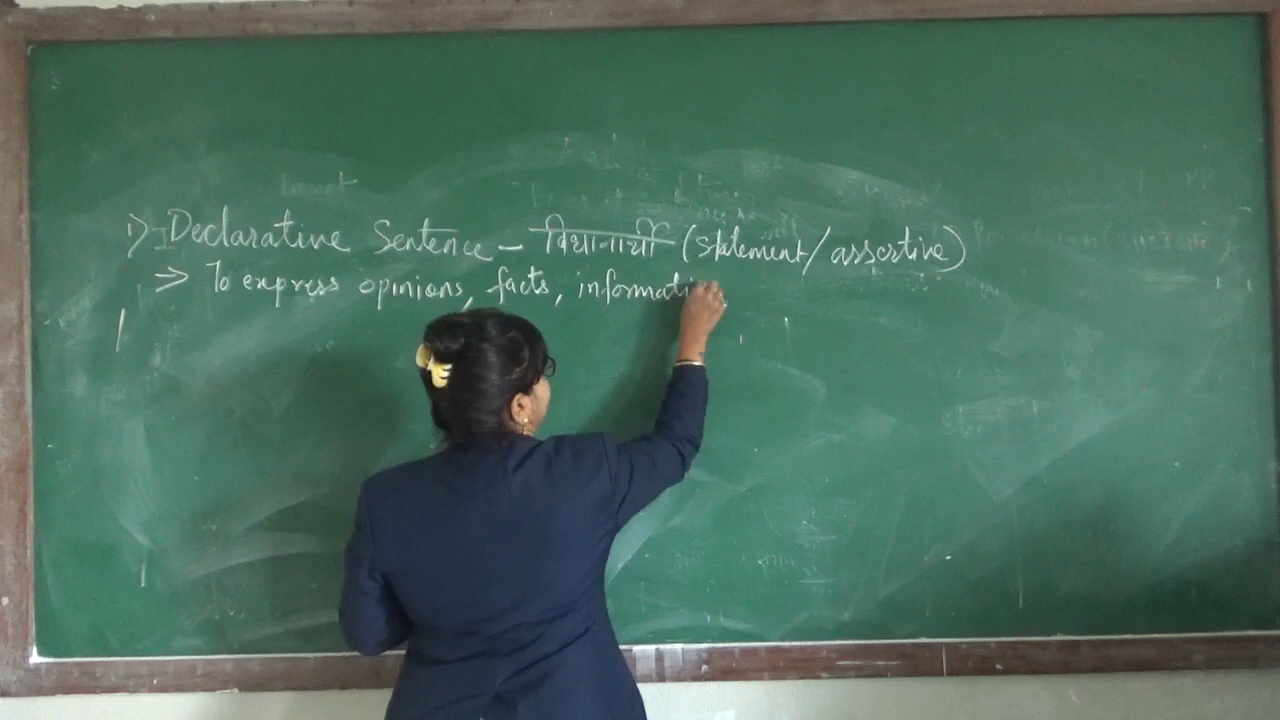 1) Declarative Sentence – विधानार्थी (statement/assertive)
=> To express opinions, facts, informati